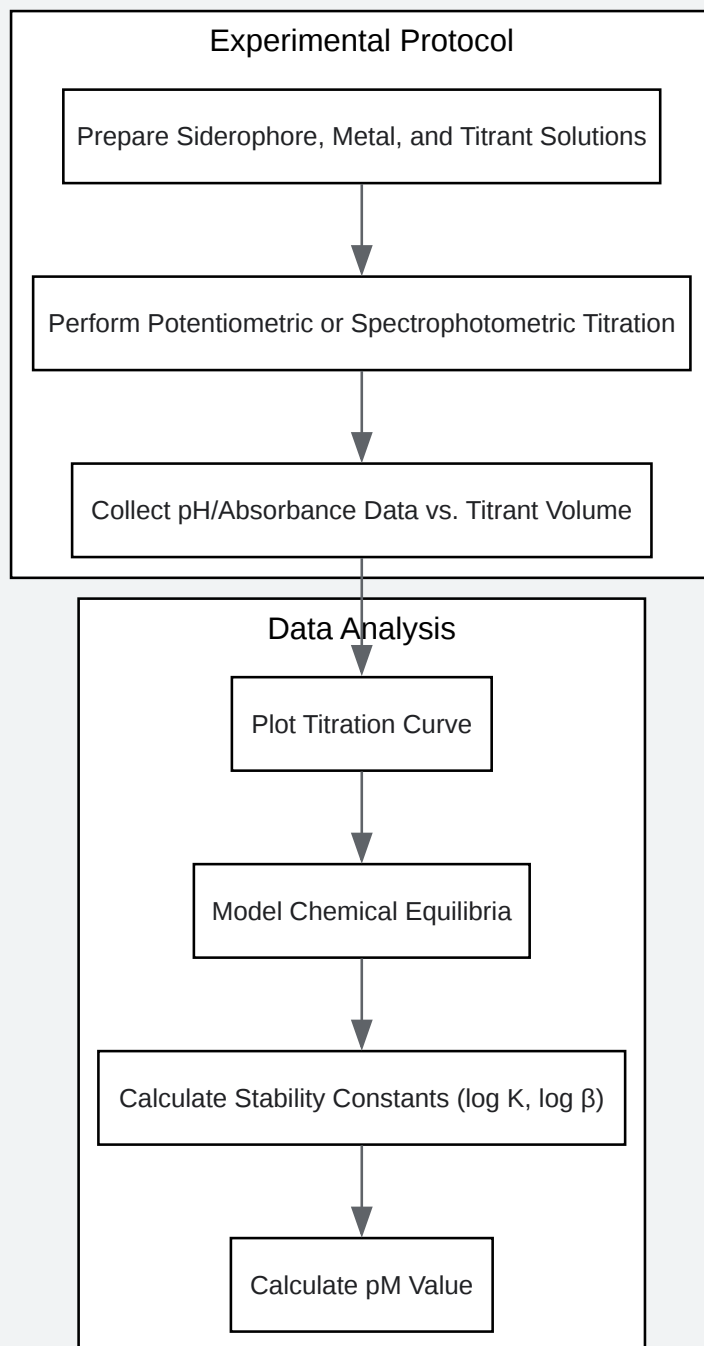 Experimental Protocol
Prepare Siderophore, Metal, and Titrant Solutions
Perform Potentiometric or Spectrophotometric Titration
Collect pH/Absorbance Data vs. Titrant Volume
Data Analysis
Plot Titration Curve
Model Chemical Equilibria
Calculate Stability Constants (log K, log β)
Calculate pM Value